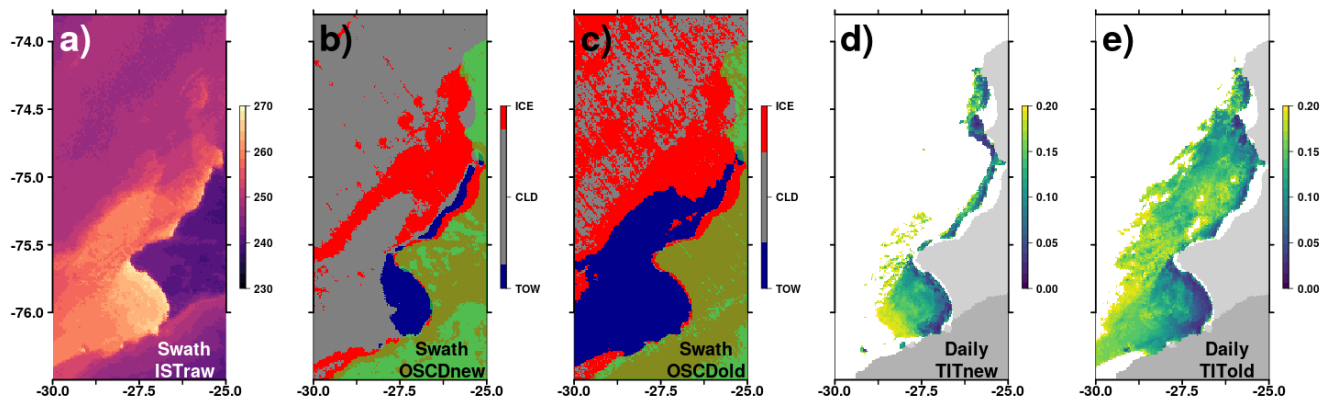 a)
b)
c)
d)
e)
-74.0
-74.5
-75.0
-75.5
-76.0
270
260
250
240
230
ICE
CLD
TOW
ICE
CLD
TOW
0.20
0.15
0.10
0.05
0.00
0.20
0.15
0.10
0.05
0.00
Swath
ISTraw
Swath
OSCDnew
Swath
OSCDold
Daily
TITnew
Daily
TITold
-30.0 -27.5 -25.0
-30.0 -27.5 -25.0
-30.0 -27.5 -25.0
-30.0 -27.5 -25.0
-30.0 -27.5 -25.0